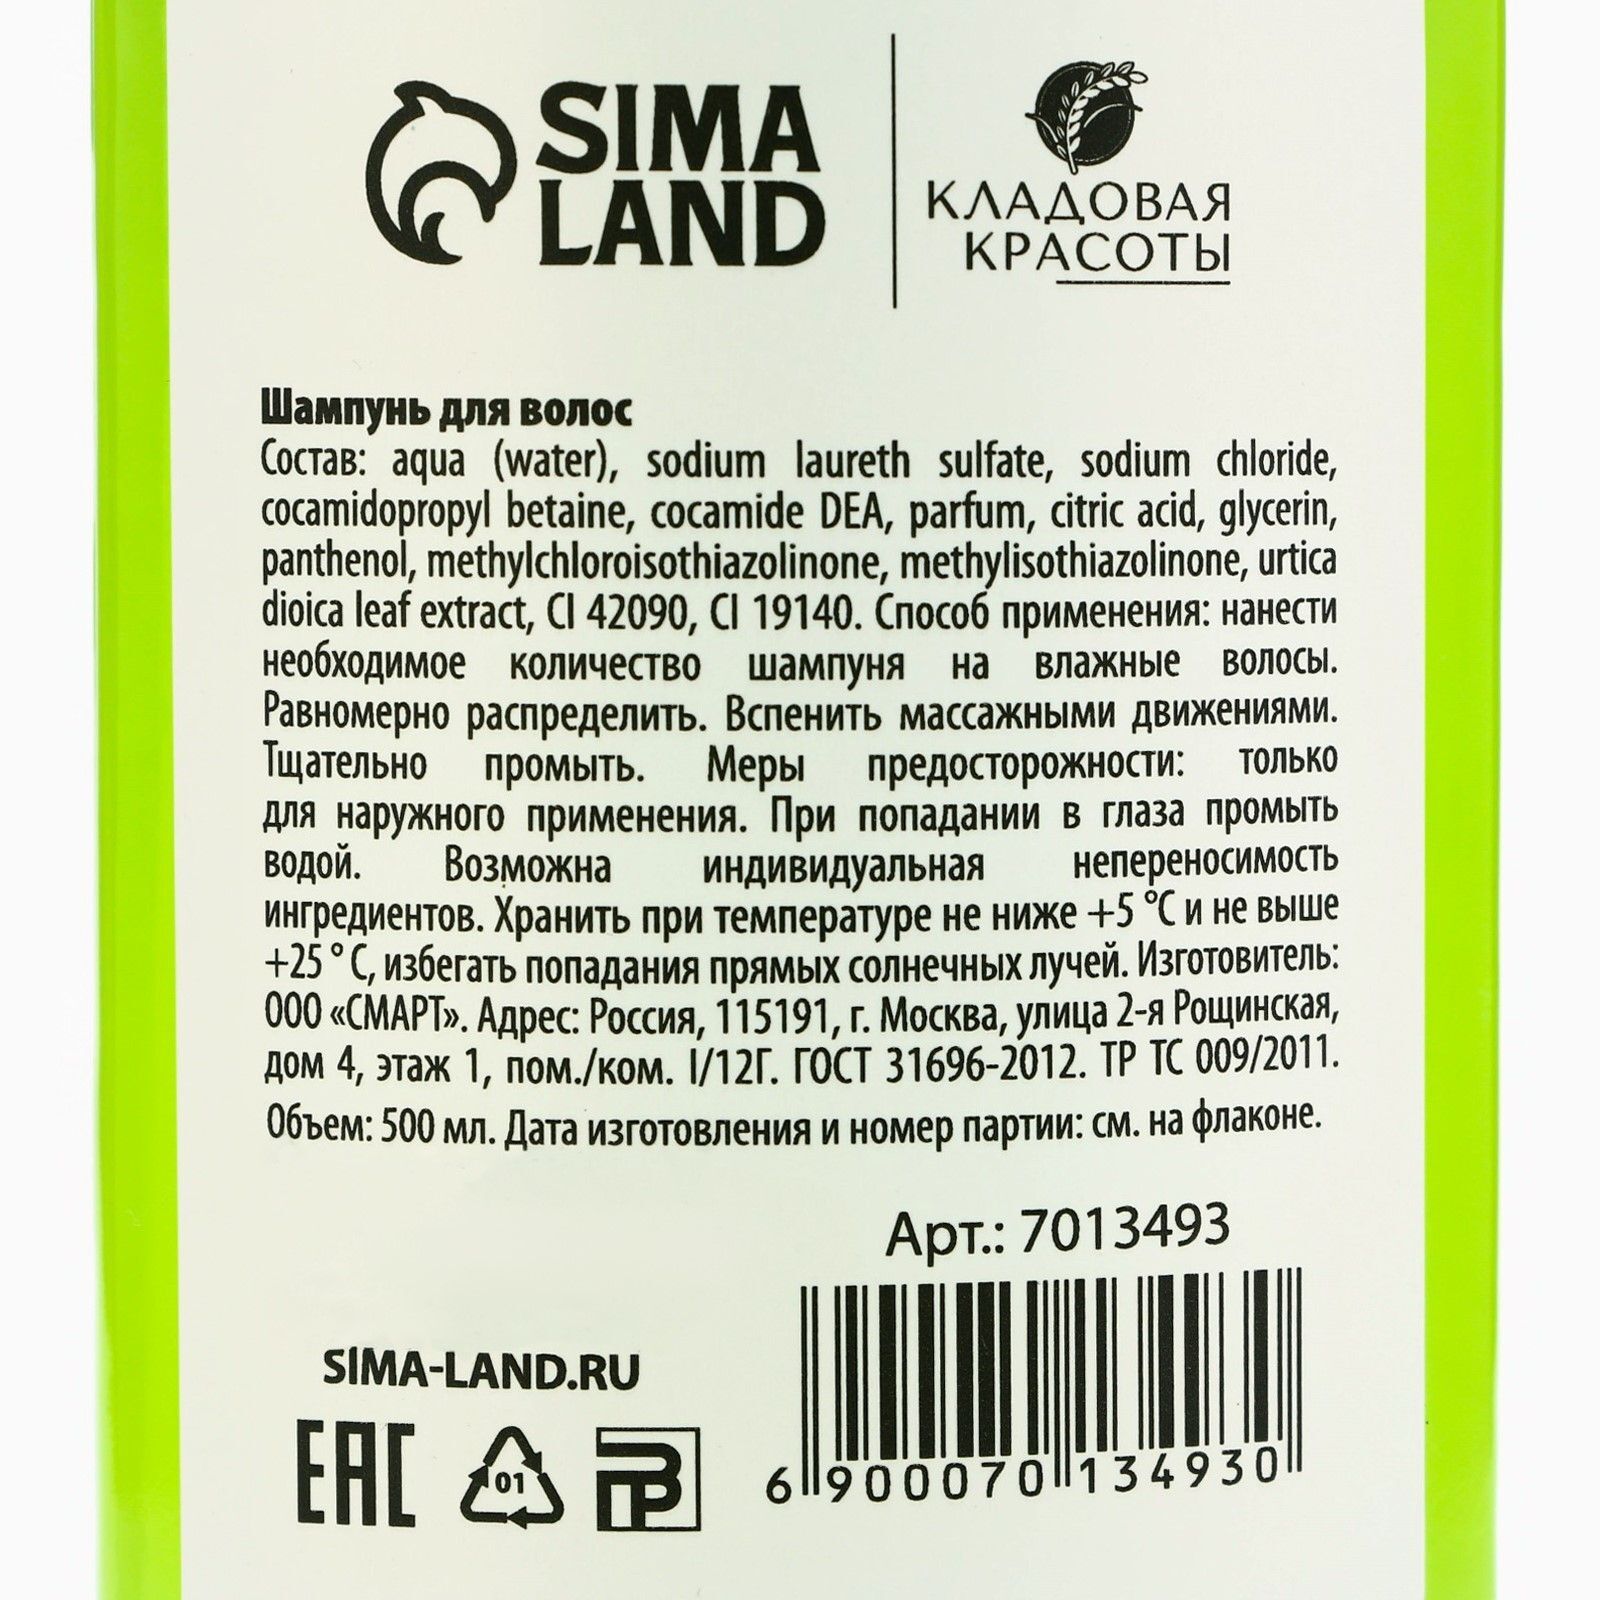 SIMA
LAND
КЛАДОВАЯ
КРАСОТЫ
Шампунь для волос
Состав: aqua (water), sodium laureth sulfate, sodium chloride,
cocamidopropyl betaine, cocamide DEA, parfum, citric acid, glycerin,
panthenol, methylchloroisothiazolinone, methylisothiazolinone, urtica
dioica leaf extract, CI 42090, CI 19140. Способ применения: нанести
необходимое количество шампуня на влажные волосы.
Равномерно распределить. Вспенить массажными движениями.
Тщательно промыть. Меры предосторожности: только
для наружного применения. При попадании в глаза промыть
водой. Возможна индивидуальная непереносимость
ингредиентов. Хранить при температуре не ниже +5 °C и не выше
+25 ° C, избегать попадания прямых солнечных лучей. Изготовитель:
ООО «СМАРТ». Адрес: Россия, 115191, г. Москва, улица 2-я Рощинская,
дом 4, этаж 1, пом./ком. I/12Г. ГОСТ 31696-2012. ТР ТС 009/2011.
Объем: 500 мл. Дата изготовления и номер партии: см. на флаконе.
Арт.: 7013493
SIMA-LAND.RU
EAC
01
6 900070 134930